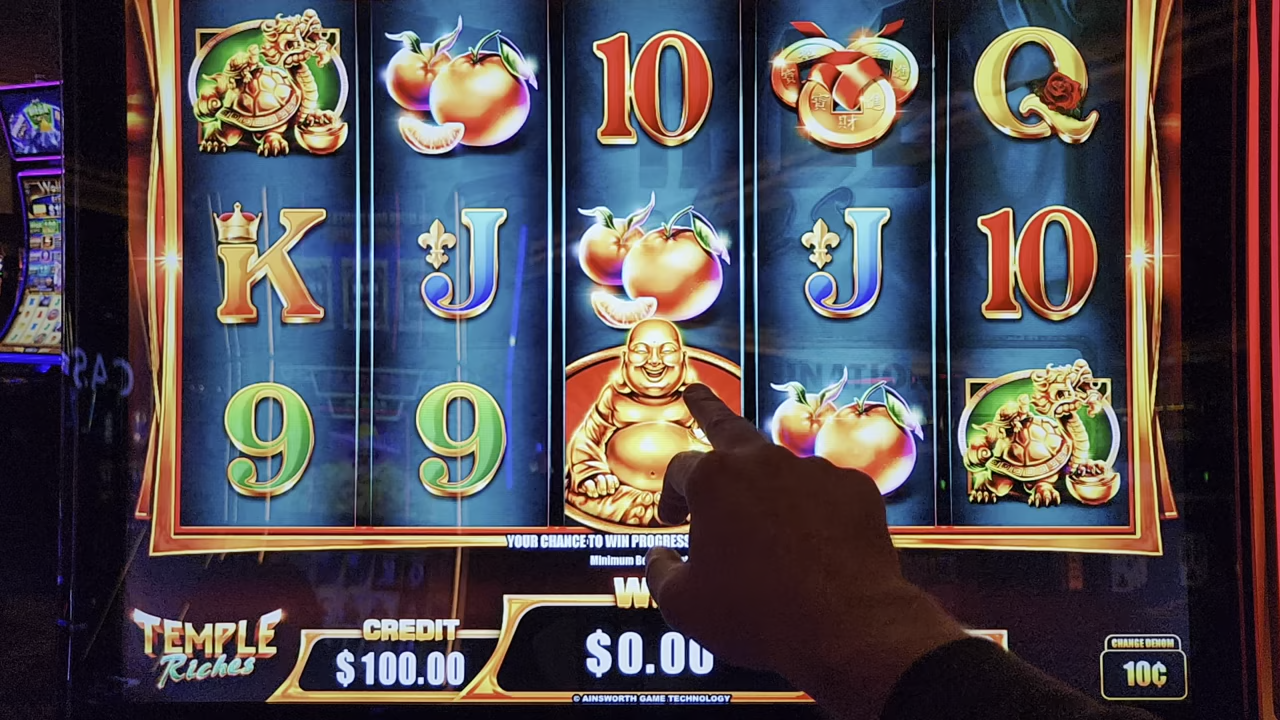 10
Q
K
J
J
10
9
9
YOUR CHANCE TO WIN PROGRESS
Minimum
TEMPLE
Riches
CREDIT
$100.00
$0.00
CHANGE DENOM
10¢
© AINSWORTH GAME TECHNOLOGY